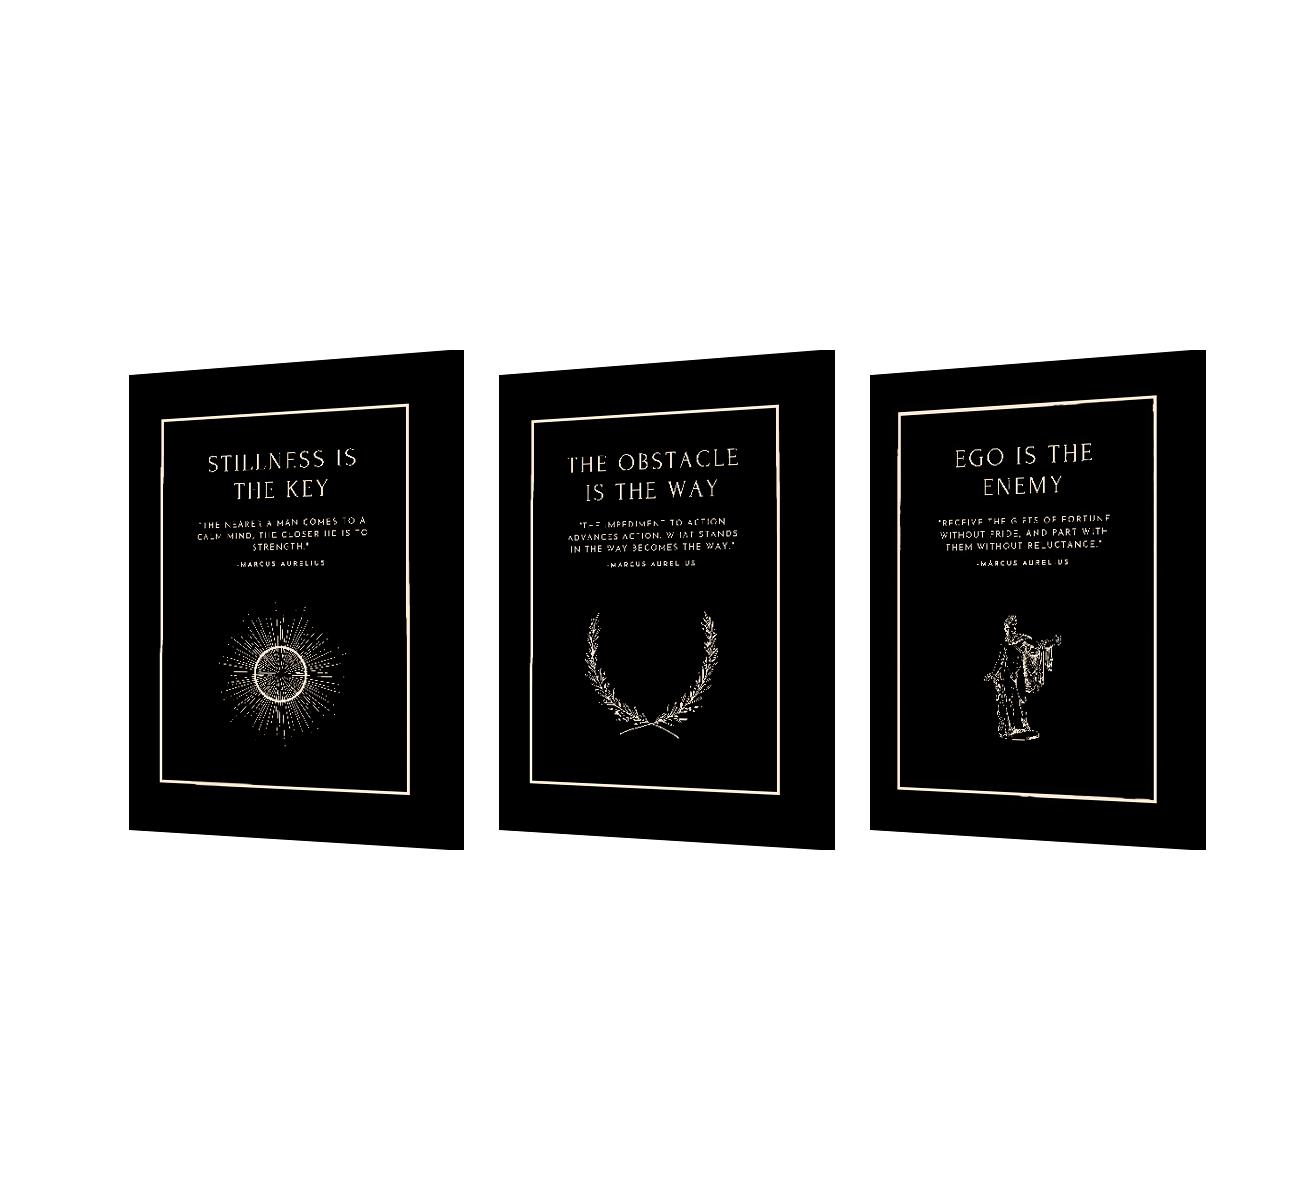 STILLNESS IS
THE KEY
"THE NEARER A MAN COMES TO A
CALM MIND, THE CLOSER HE IS TO
STRENGTH."
-MARCUS AURELIUS
THE OBSTACLE
IS THE WAY
"THE IMPEDIMENT TO ACTION
ADVANCES ACTION. WHAT STANDS
IN THE WAY BECOMES THE WAY."
-MARCUS AURELIUS
EGO IS THE
ENEMY
"RECEIVE THE GIFTS OF FORTUNE
WITHOUT PRIDE, AND PART WITH
THEM WITHOUT RELUCTANCE."
-MARCUS AURELIUS